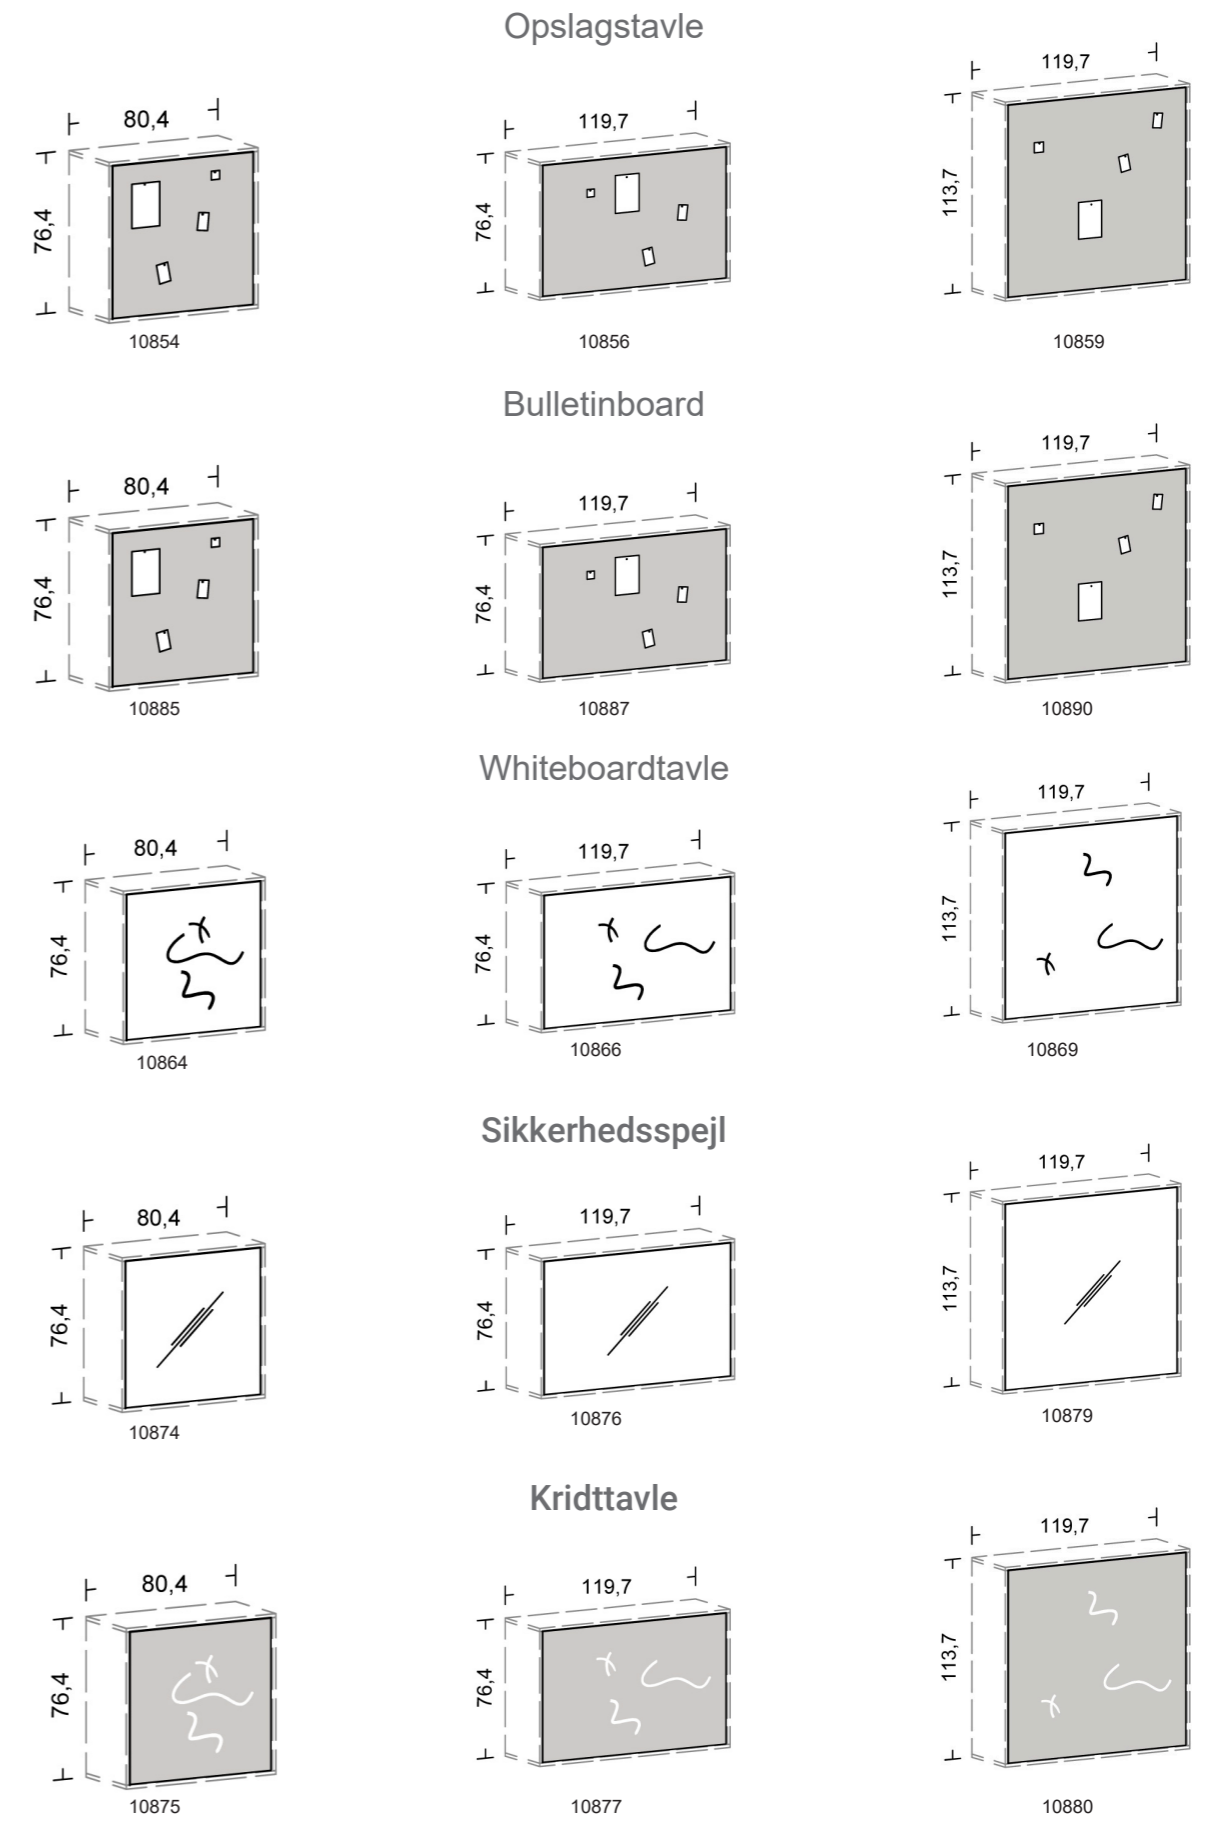 Opslagstavle
80,4 119,7 119,7
76,4 76,4 113,7
10854 10856 10859
Bulletinboard
80,4 119,7 119,7
76,4 76,4 113,7
10885 10887 10890
Whiteboardtavle
80,4 119,7 119,7
76,4 76,4 113,7
10864 10866 10869
Sikkerhedsspejl
80,4 119,7 119,7
76,4 76,4 113,7
10874 10876 10879
Kridttavle
80,4 119,7 119,7
76,4 76,4 113,7
10875 10877 10880